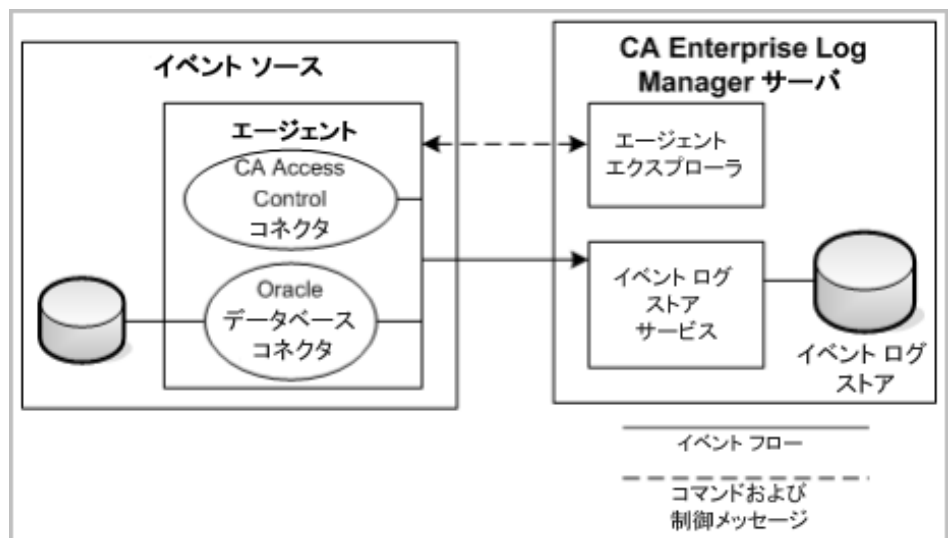 イベント ソース
エージェント
CA Access
Control
コネクタ
Oracle
データベース
コネクタ
CA Enterprise Log
Manager サーバ
エージェント
エクスプローラ
イベント ログ
ストア
サービス
イベント ログ
ストア
イベント フロー
コマンドおよび
制御メッセージ